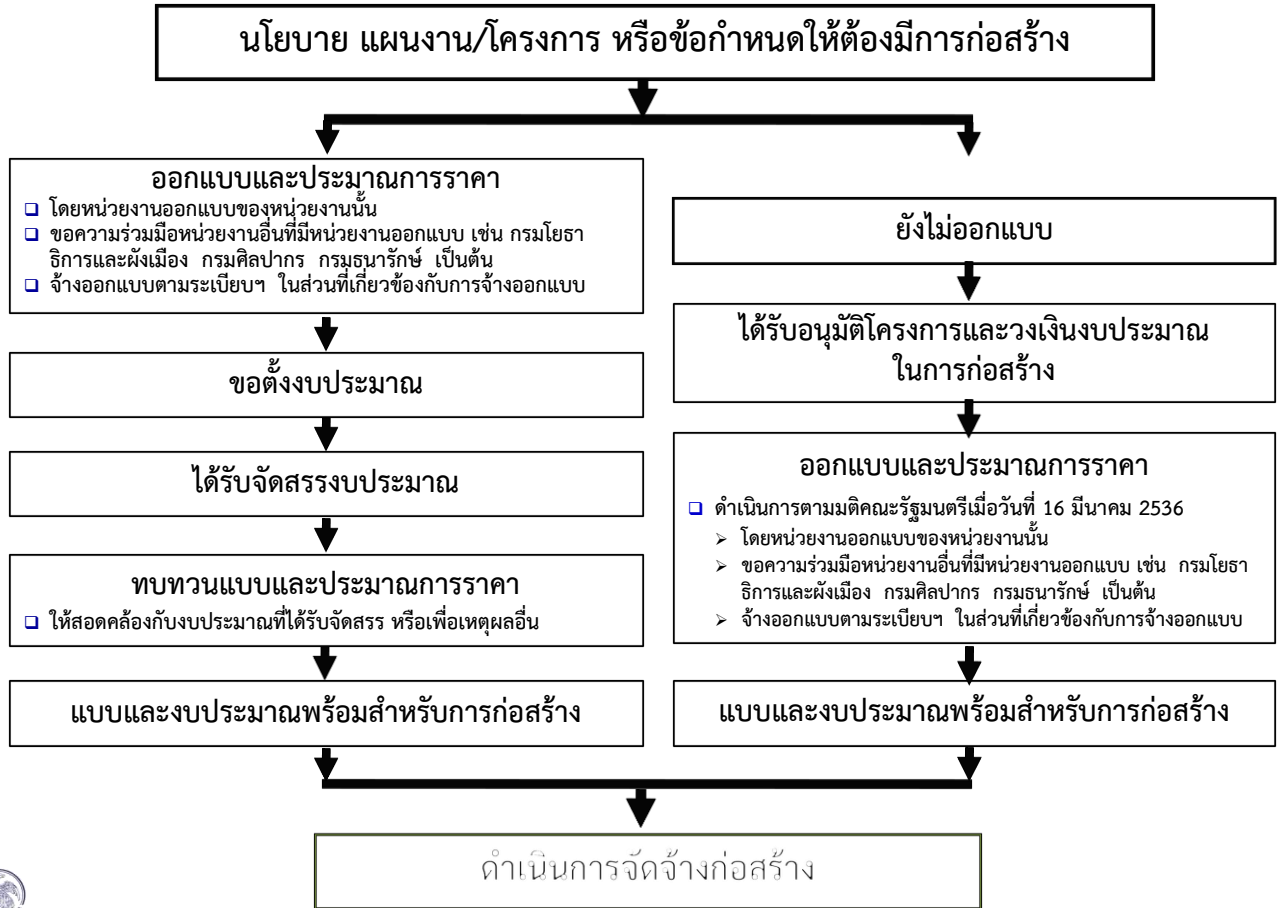 นโยบาย แผนงาน/โครงการ หรือข้อกำหนดให้ต้องมีการก่อสร้าง
ออกแบบและประมาณการราคา
โดยหน่วยงานออกแบบของหน่วยงานนั้น
ขอความร่วมมือหน่วยงานอื่นที่มีหน่วยงานออกแบบ เช่น กรมโยธา
ธิการและผังเมือง กรมศิลปากร กรมธนารักษ์ เป็นต้น
จ้างออกแบบตามระเบียบฯ ในส่วนที่เกี่ยวข้องกับการจ้างออกแบบ
ขอตั้งงบประมาณ
ได้รับจัดสรรงบประมาณ
ทบทวนแบบและประมาณการราคา
ให้สอดคล้องกับงบประมาณที่ได้รับจัดสรร หรือเพื่อเหตุผลอื่น
แบบและงบประมาณพร้อมสำหรับการก่อสร้าง
ยังไม่ออกแบบ
ได้รับอนุมัติโครงการและวงเงินงบประมาณ
ในการก่อสร้าง
ออกแบบและประมาณการราคา
ดำเนินการตามมติคณะรัฐมนตรีเมื่อวันที่ 16 มีนาคม 2536
โดยหน่วยงานออกแบบของหน่วยงานนั้น
ขอความร่วมมือหน่วยงานอื่นที่มีหน่วยงานออกแบบ เช่น กรมโยธา
ธิการและผังเมือง กรมศิลปากร กรมธนารักษ์ เป็นต้น
จ้างออกแบบตามระเบียบฯ ในส่วนที่เกี่ยวข้องกับการจ้างออกแบบ
แบบและงบประมาณพร้อมสำหรับการก่อสร้าง
ดำเนินการจัดจ้างก่อสร้าง